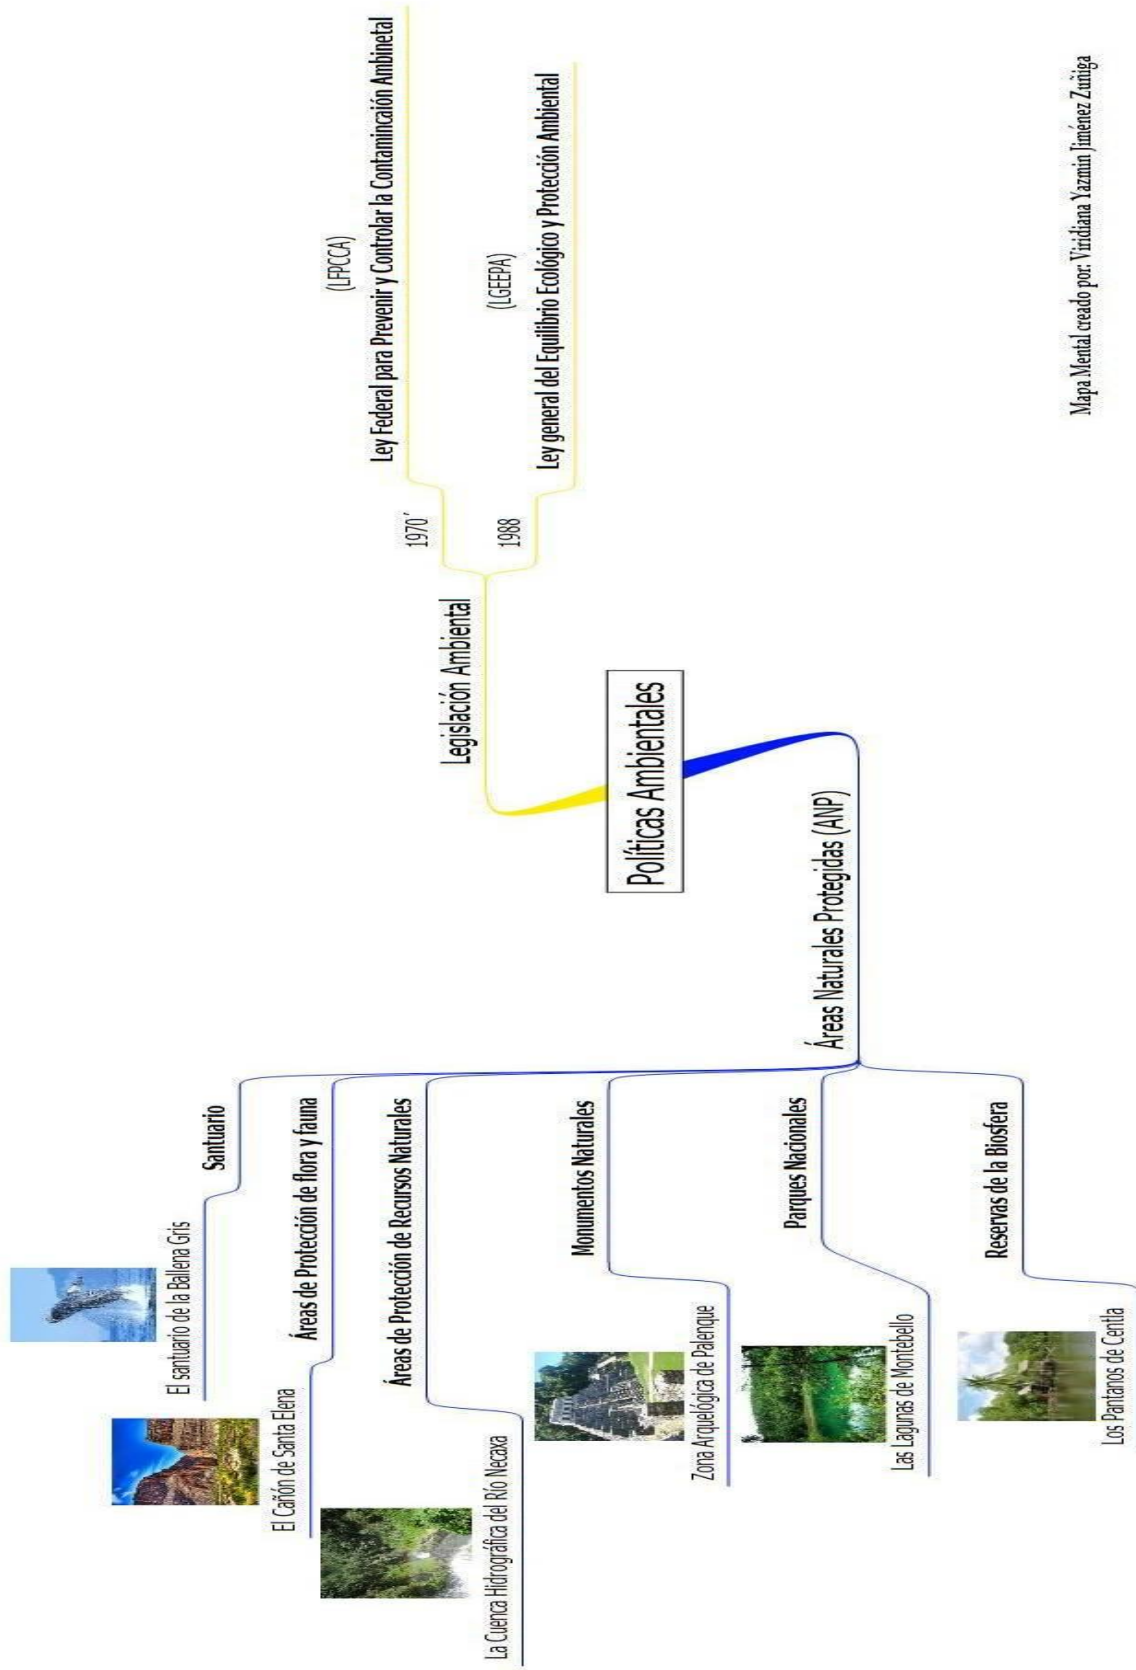 Políticas Ambientales
Legislación Ambiental
1970´
(LFPCCA)
Ley Federal para Prevenir y Controlar la Contamincaión Ambinetal
1988
(LGEEPA)
Ley general del Equilibrio Ecológico y Protección Ambiental
Áreas Naturales Protegidas (ANP)
Santuario
El santuario de la Ballena Gris
Áreas de Protección de flora y fauna
El Cañón de Santa Elena
Áreas de Protección de Recursos Naturales
La Cuenca Hidrográfica del Río Necaxa
Monumentos Naturales
Zona Arquelógica de Palenque
Parques Nacionales
Las Lagunas de Montebello
Reservas de la Biosfera
Los Pantanos de Centla
Mapa Mental creado por: Viridiana Yazmin Jiménez Zuñiga